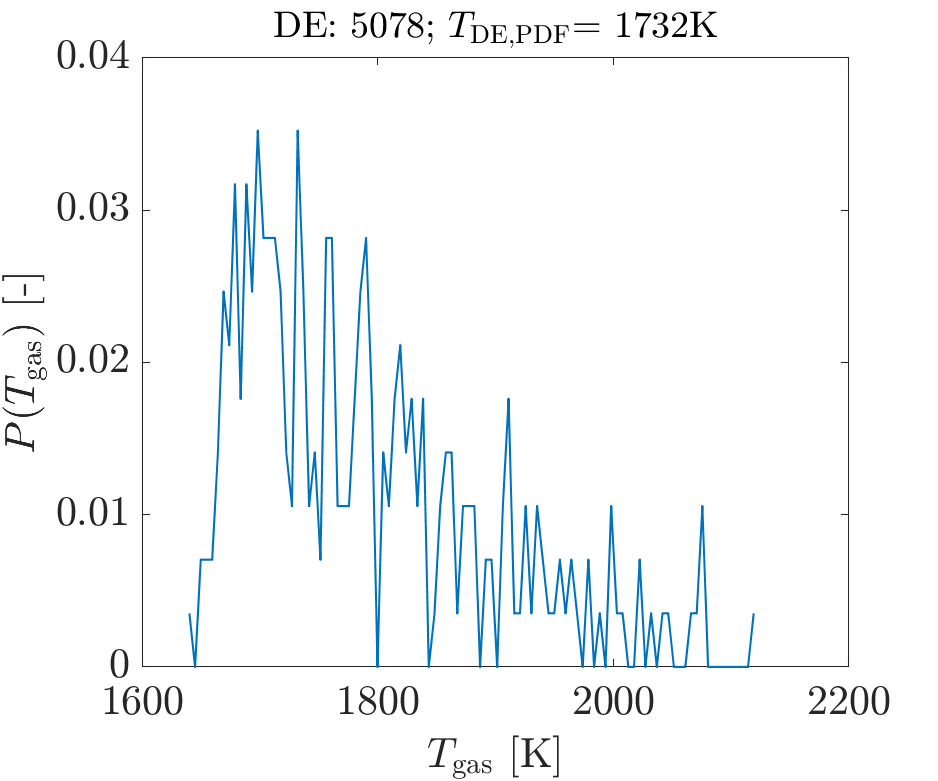 DE: 5078; T_DE,PDF= 1732K
0.04
0.03
0.02
0.01
0
P(T_gas) [-]
1600 1800 2000 2200
T_gas [K]